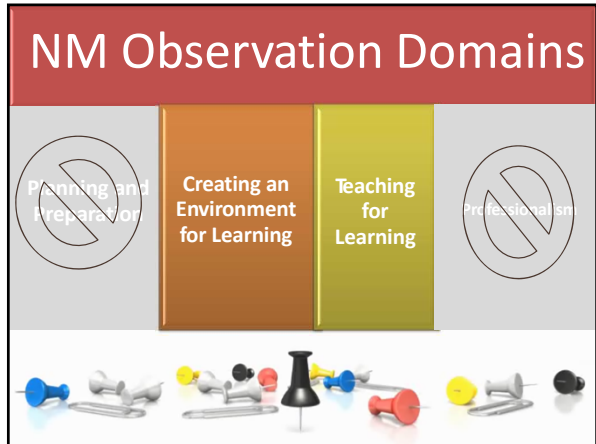 NM Observation Domains
Planning and
Preparation
Creating an
Environment
for Learning
Teaching
for
Learning
Professionalism